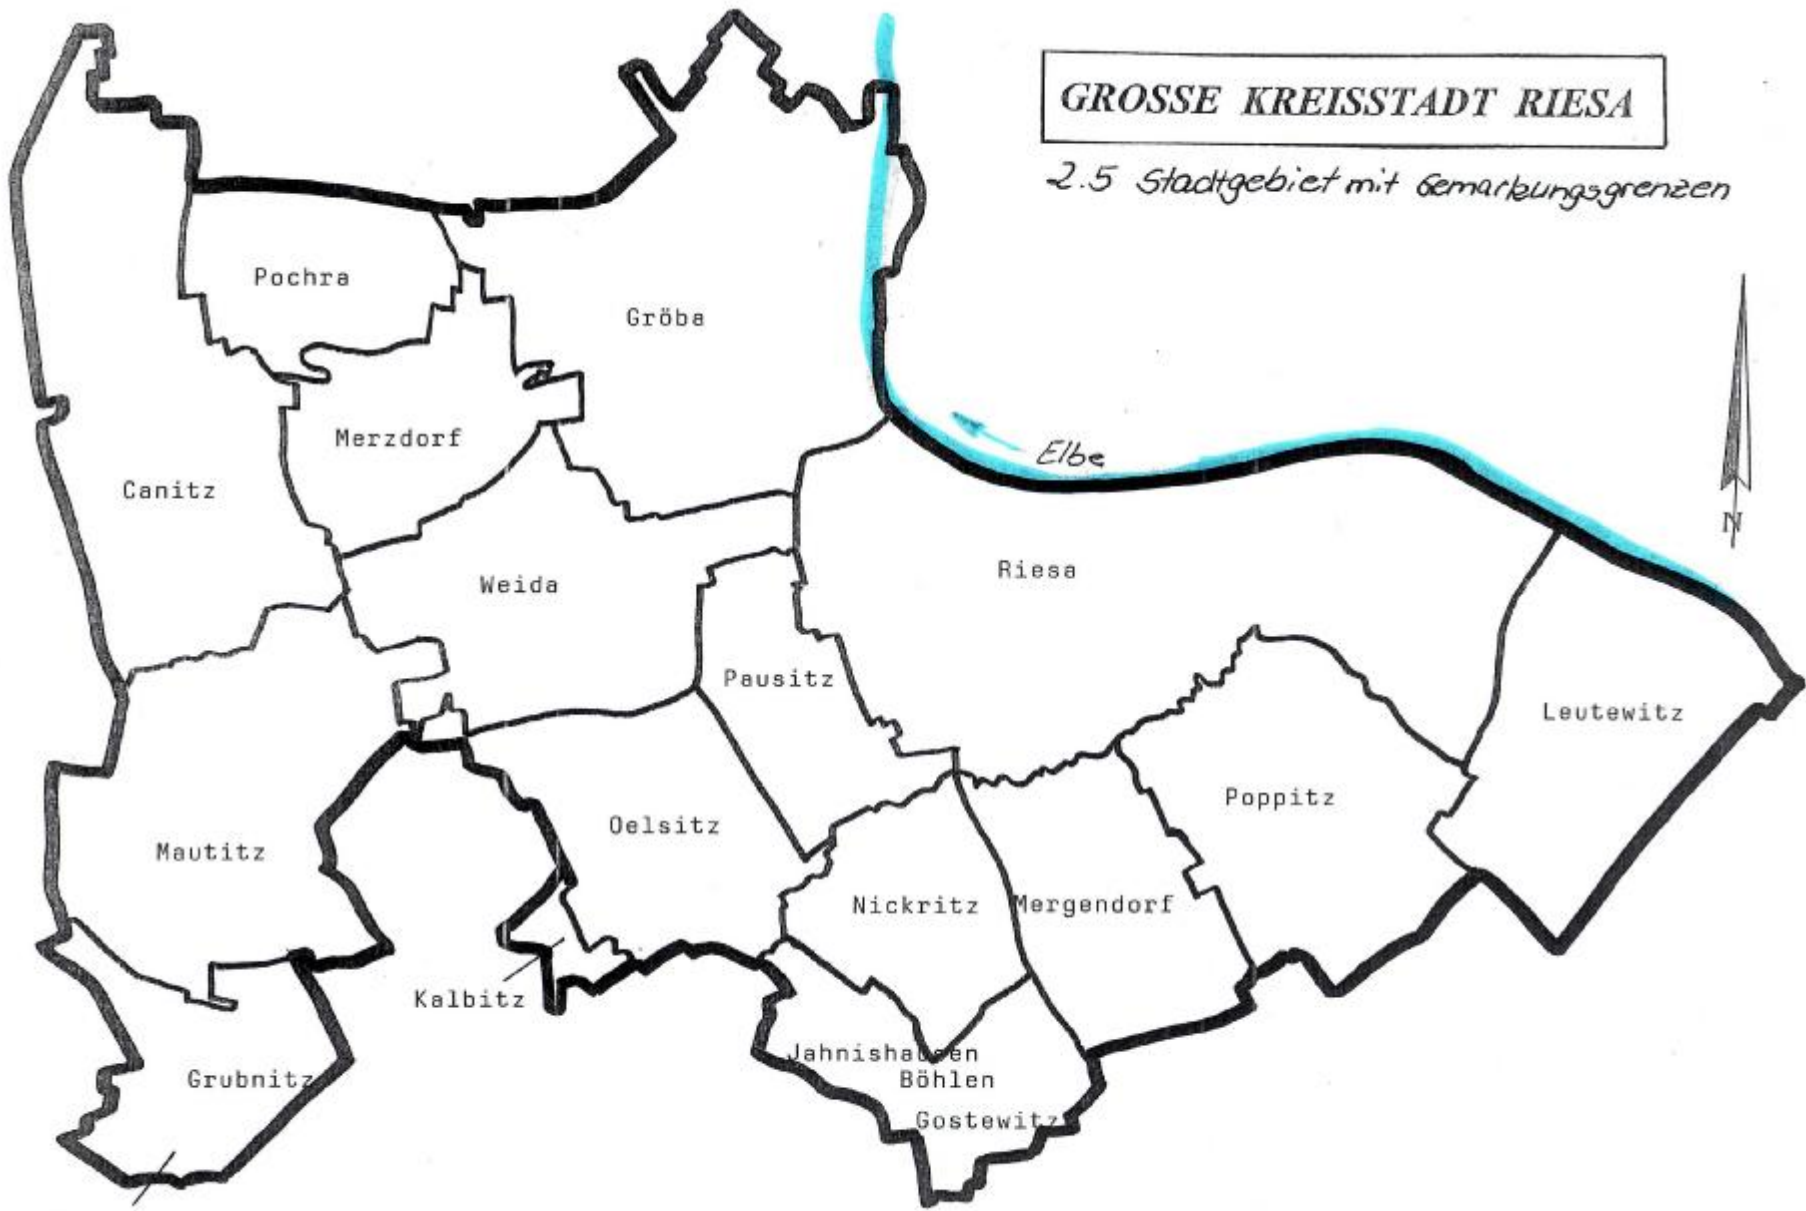 GROSSE KREISSTADT RIESA
2.5 Stadtgebiet mit Gemarkungsgrenzen
Pochra
Gröba
Merzdorf
Elbe
Canitz
N
Riesa
Weida
Pausitz
Leutewitz
Poppitz
Oelsitz
Mautitz
Nickritz
Mergendorf
Kalbitz
Jahnishausen
Grubnitz
Böhlen
Gostewitz